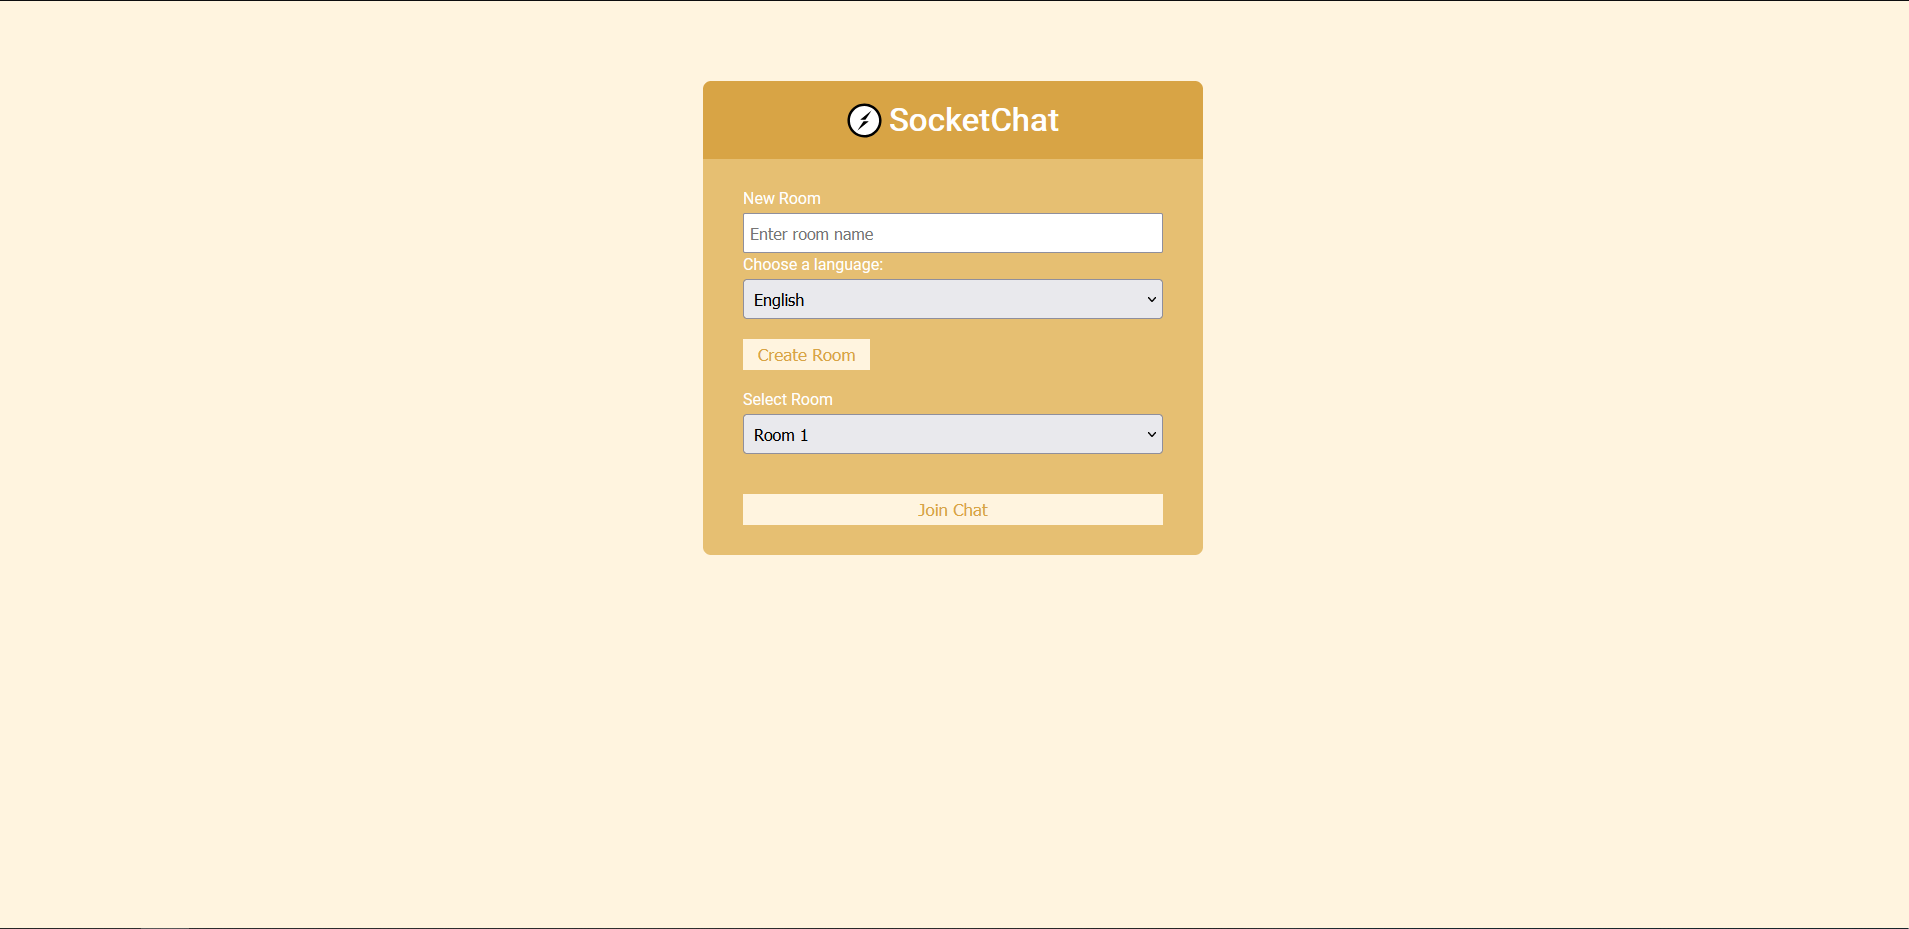 SocketChat
New Room
Enter room name
Choose a language:
English
Create Room
Select Room
Room 1
Join Chat